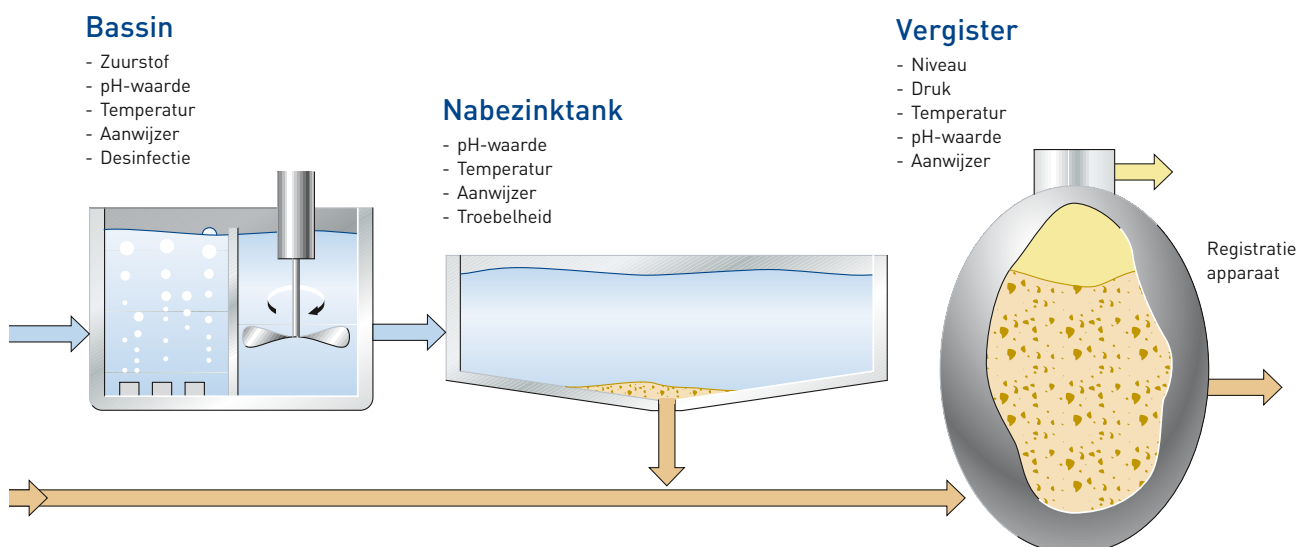 Bassin
- Zuurstof
- pH-waarde
- Temperatur
- Aanwijzer
- Desinfectie
Nabezinktank
- pH-waarde
- Temperatur
- Aanwijzer
- Troebelheid
Vergister
- Niveau
- Druk
- Temperatur
- pH-waarde
- Aanwijzer
Registratie
apparaat